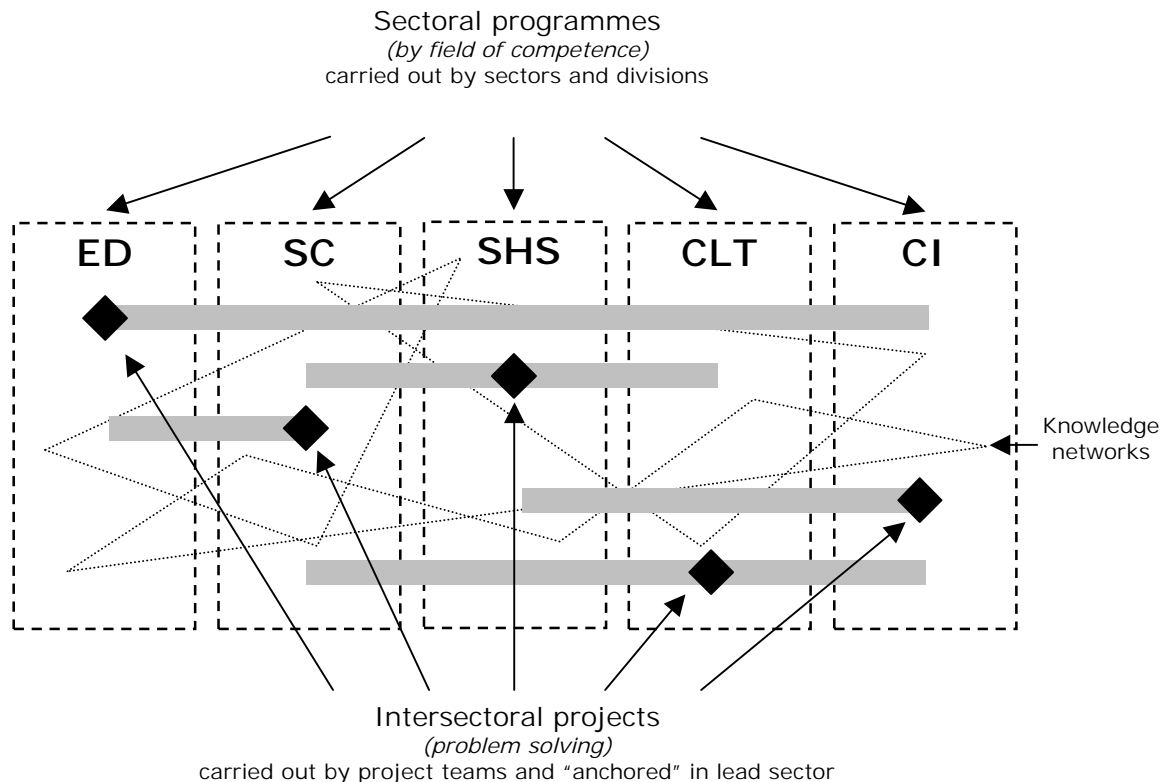 Sectoral programmes
(by field of competence)
carried out by sectors and divisions
ED
SC
SHS
CLT
CI
Knowledge
networks
Intersectoral projects
(problem solving)
carried out by project teams and “anchored” in lead sector